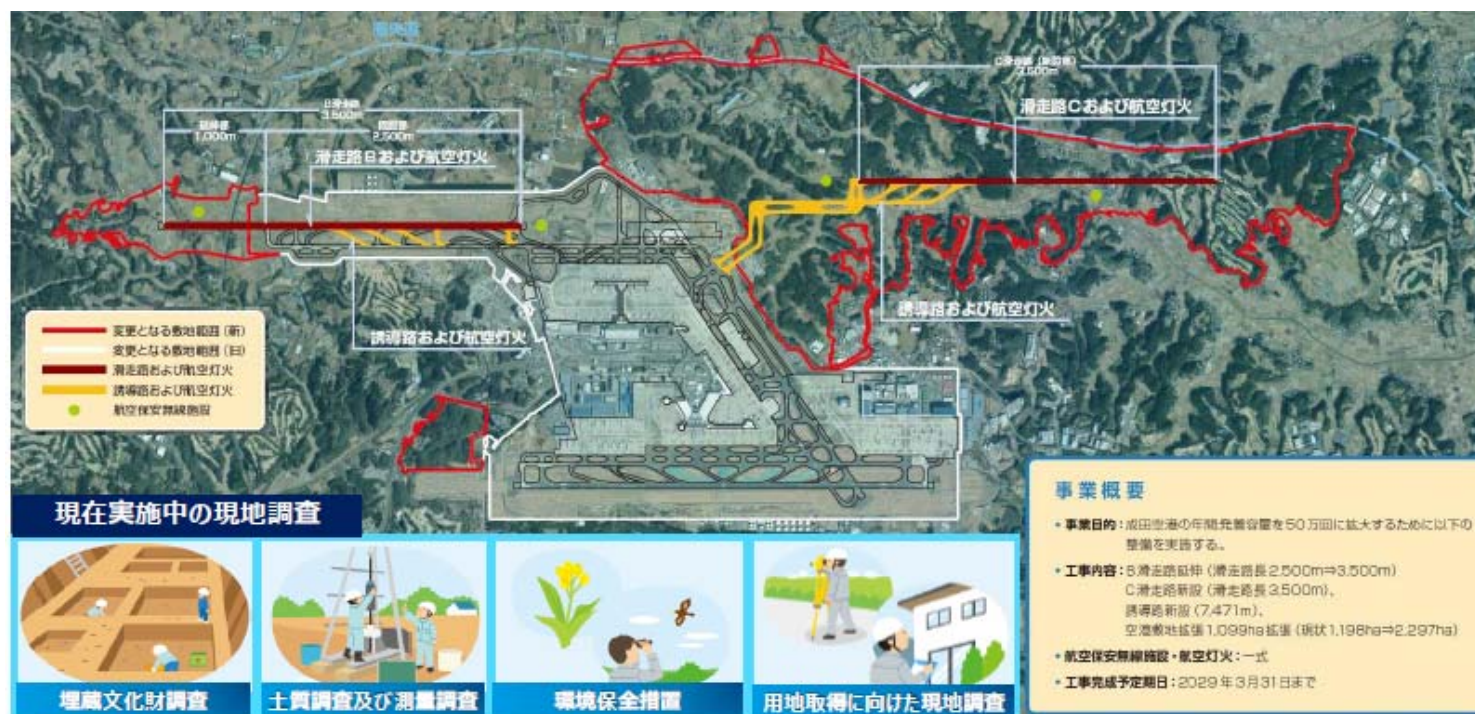 C滑走路（新設部）
3,500m
滑走路Cおよび航空灯火
B滑走路
3,500m
延伸部
1,000m
既設部
2,500m
滑走路Bおよび航空灯火
誘導路および航空灯火
誘導路および航空灯火
変更となる敷地範囲(新)
変更となる敷地範囲(旧)
滑走路および航空灯火
誘導路および航空灯火
航空保安無線施設
現在実施中の現地調査
埋蔵文化財調査
土質調査及び測量調査
環境保全措置
用地取得に向けた現地調査
事業概要
・事業目的：成田空港の年間発着容量を50万回に拡大するために以下の
整備を実施する。
・工事内容：B滑走路延伸（滑走路長2,500m⇒3,500m）
C滑走路新設（滑走路長3,500m）、
誘導路新設（7,471m）、
空港敷地拡張1,099ha拡張（現状1,198ha⇒2,297ha）
・航空保安無線施設・航空灯火：一式
・工事完成予定期日：2029年3月31日まで